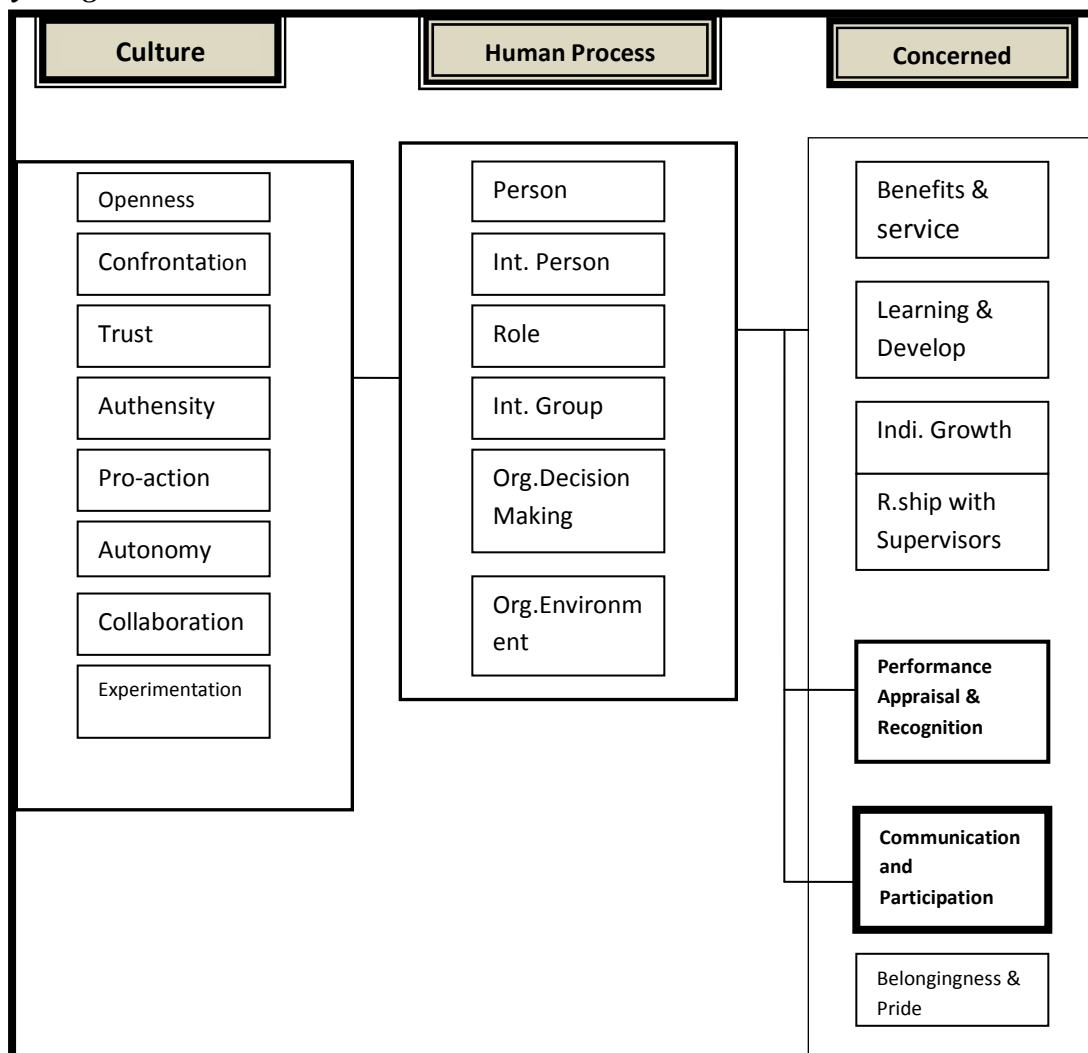 Culture
Human Process
Concerned
Openness
Confrontation
Trust
Authensity
Pro-action
Autonomy
Collaboration
Experimentation
Person
Int. Person
Role
Int. Group
Org.Decision
Making
Org.Environm
ent
Benefits &
service
Learning &
Develop
Indi. Growth
R.ship with
Supervisors
Performance
Appraisal &
Recognition
Communication
and
Participation
Belongingness &
Pride